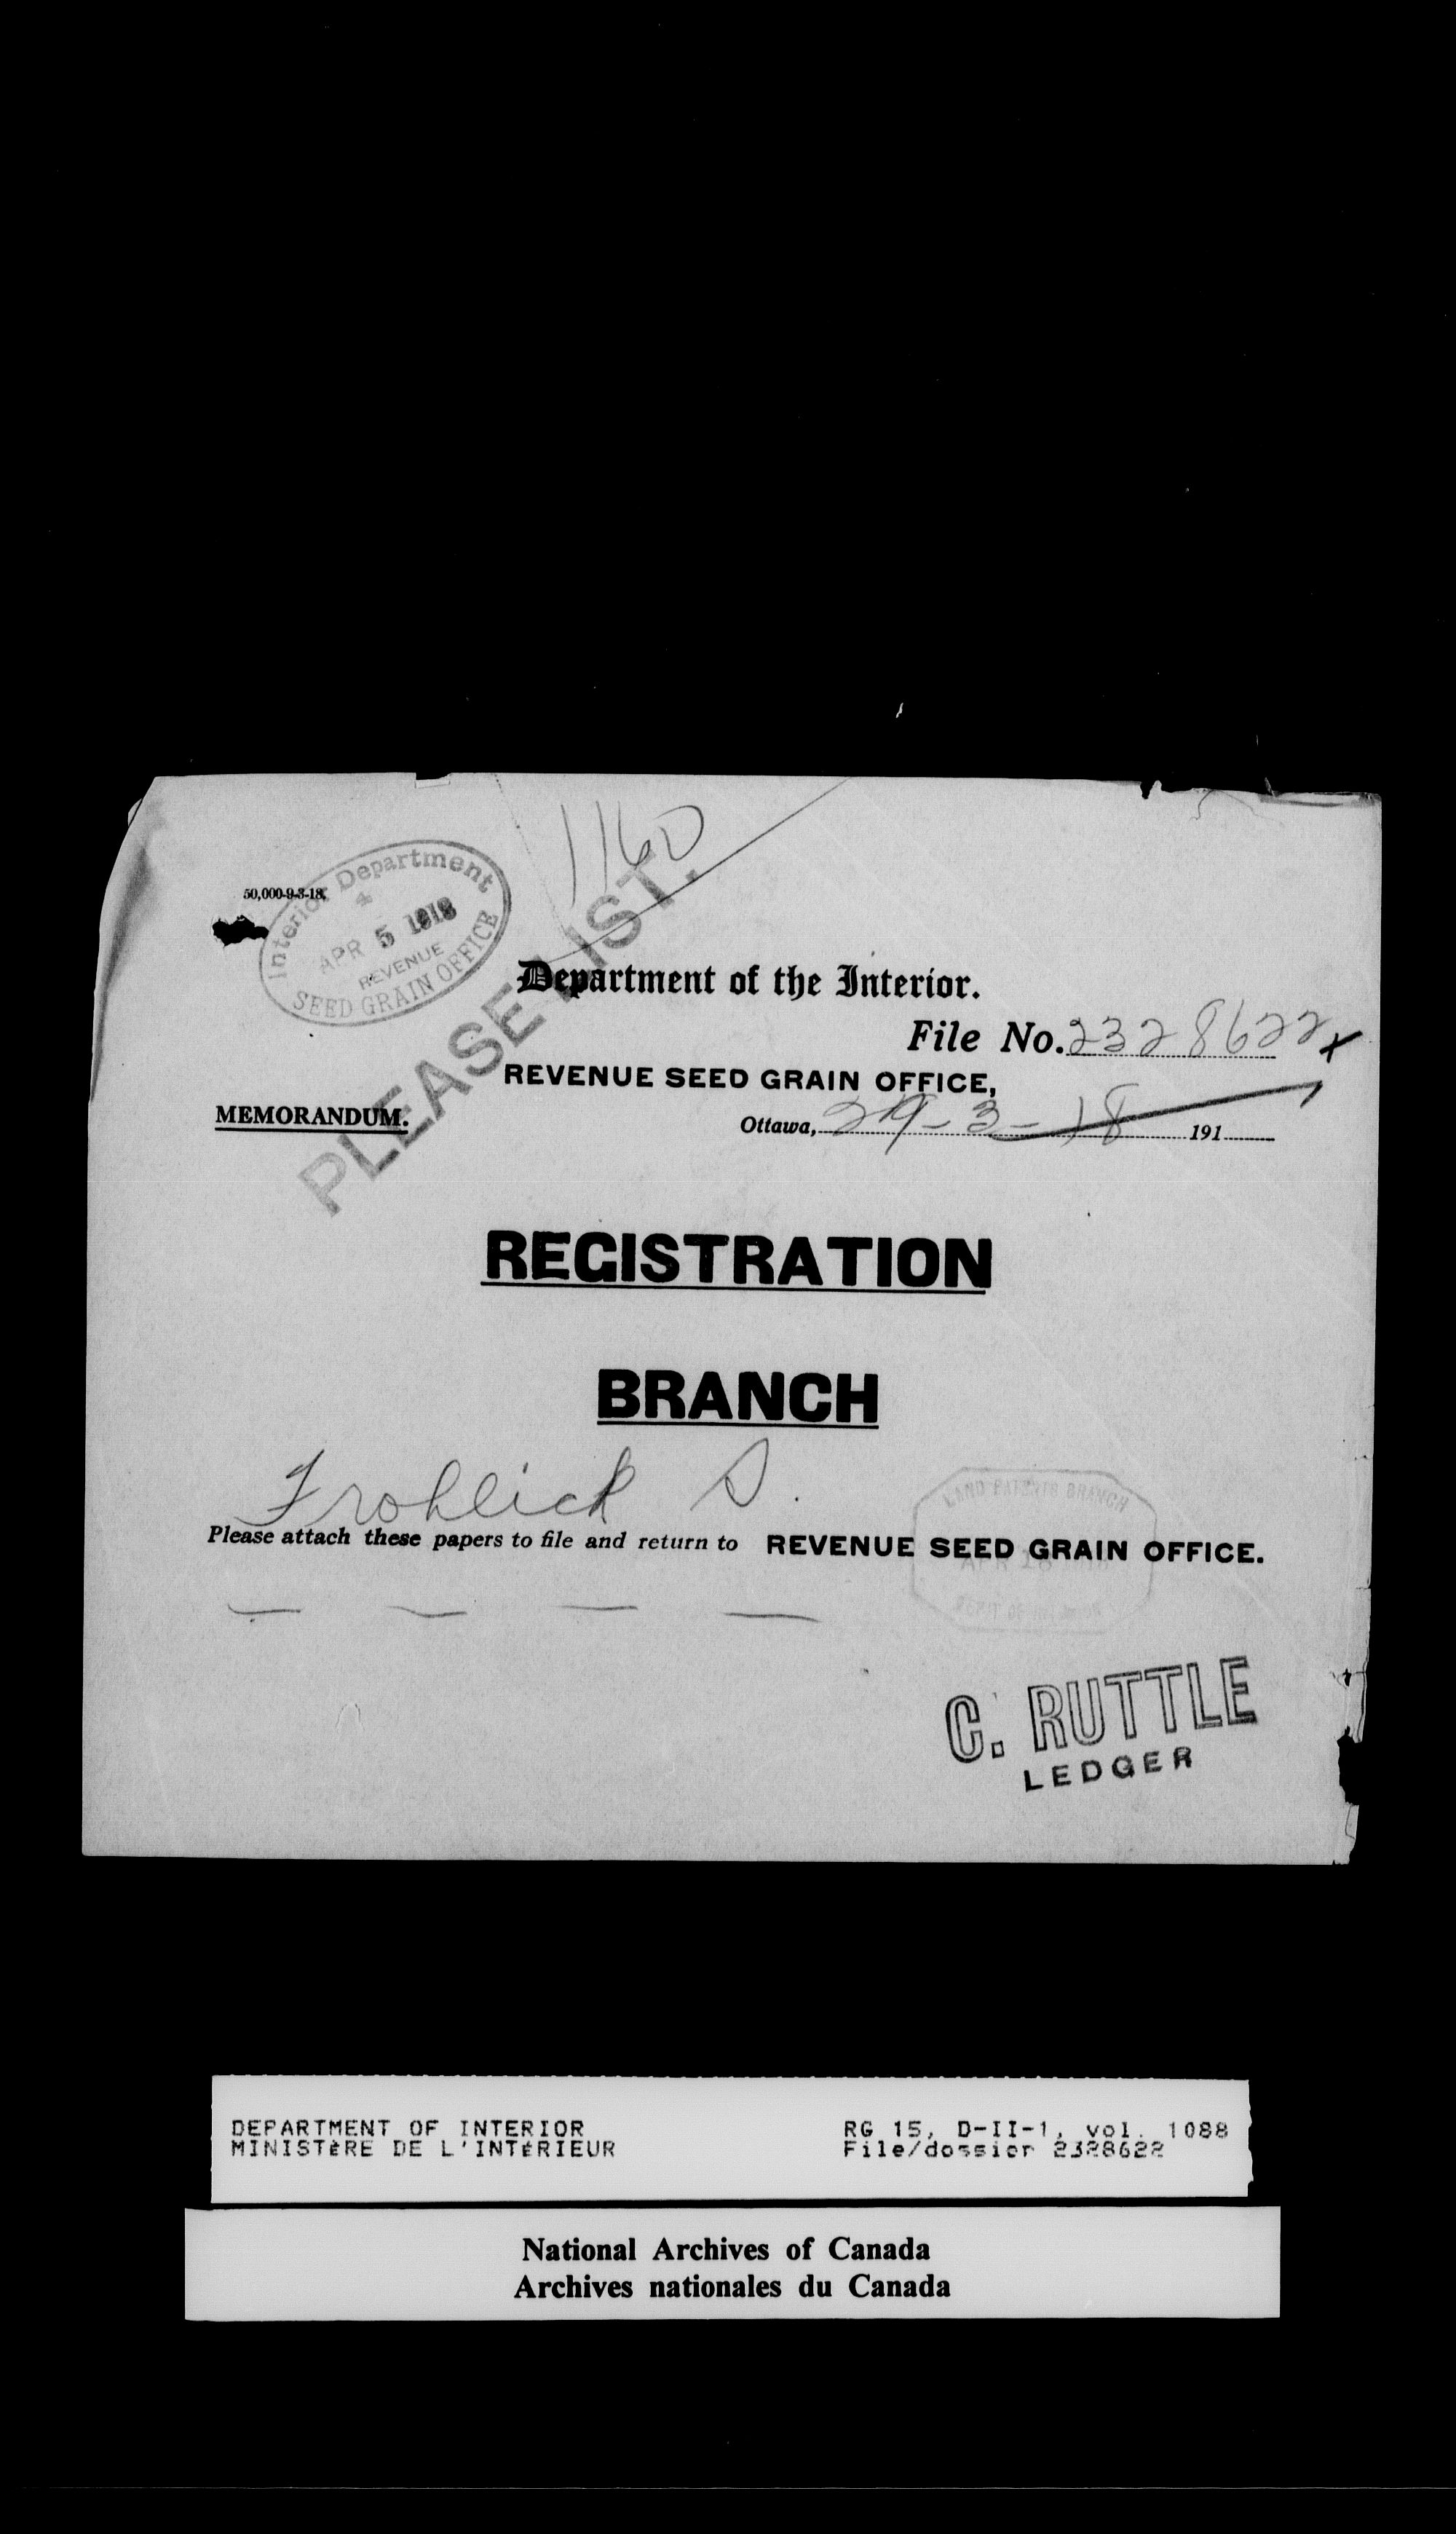 1160
50,000-9-3-18.
Interior Department
APR 5 1918
REVENUE
SEED GRAIN OFFICE
PLEASE LIST.
Department of the Interior.
File No. 2328622 x
REVENUE SEED GRAIN OFFICE,
MEMORANDUM.
Ottawa, 29-3-18 191
REGISTRATION
BRANCH
Frohlick S.
LAND PATENTS BRANCH
Please attach these papers to file and return to REVENUE SEED GRAIN OFFICE.
C. RUTTLE
LEDGER
DEPARTMENT OF INTERIOR
MINISTÈRE DE L'INTÉRIEUR
RG 15, D-II-1, vol. 1088
File/dossier 2328622
National Archives of Canada
Archives nationales du Canada